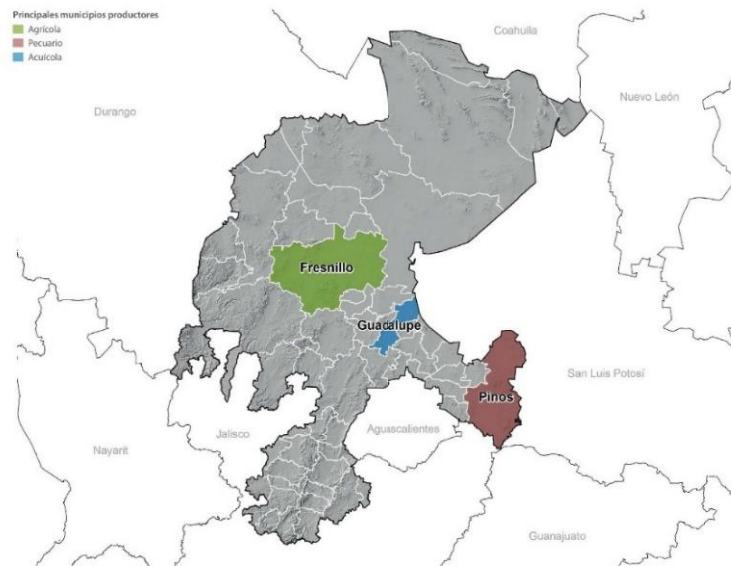 Principales municipios productores
Agrícola
Pecuario
Acuícola
Coahuila
Nuevo León
Durango
Fresnillo
Guadalupe
San Luis Potosí
Pinos
Aguascalientes
Jalisco
Nayarit
Guanajuato